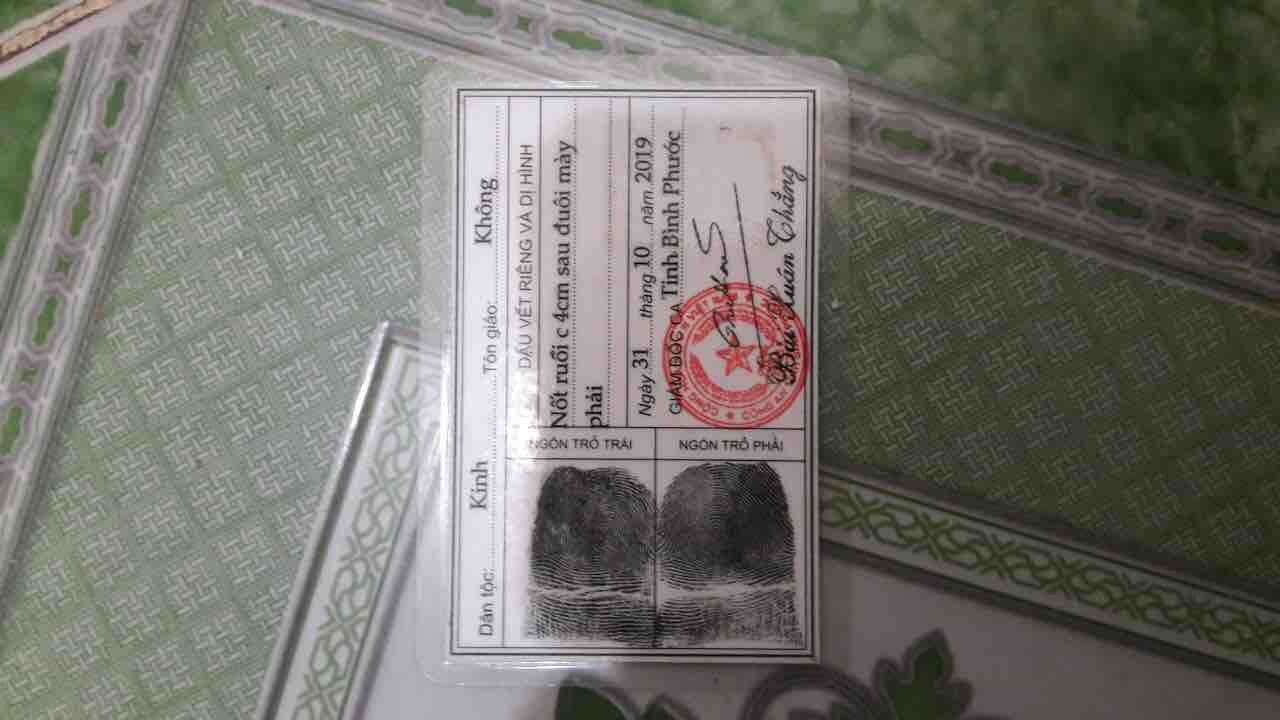 Dân tộc: Kinh Tôn giáo: Không
DẤU VẾT RIÊNG VÀ DỊ HÌNH
Nốt ruồi c 4cm sau đuôi mày
phải
Ngày 31 tháng 10 năm 2019
GIÁM ĐỐC CA Tỉnh Bình Phước
Bùi Xuân Thắng
NGÓN TRỎ TRÁI
NGÓN TRỎ PHẢI